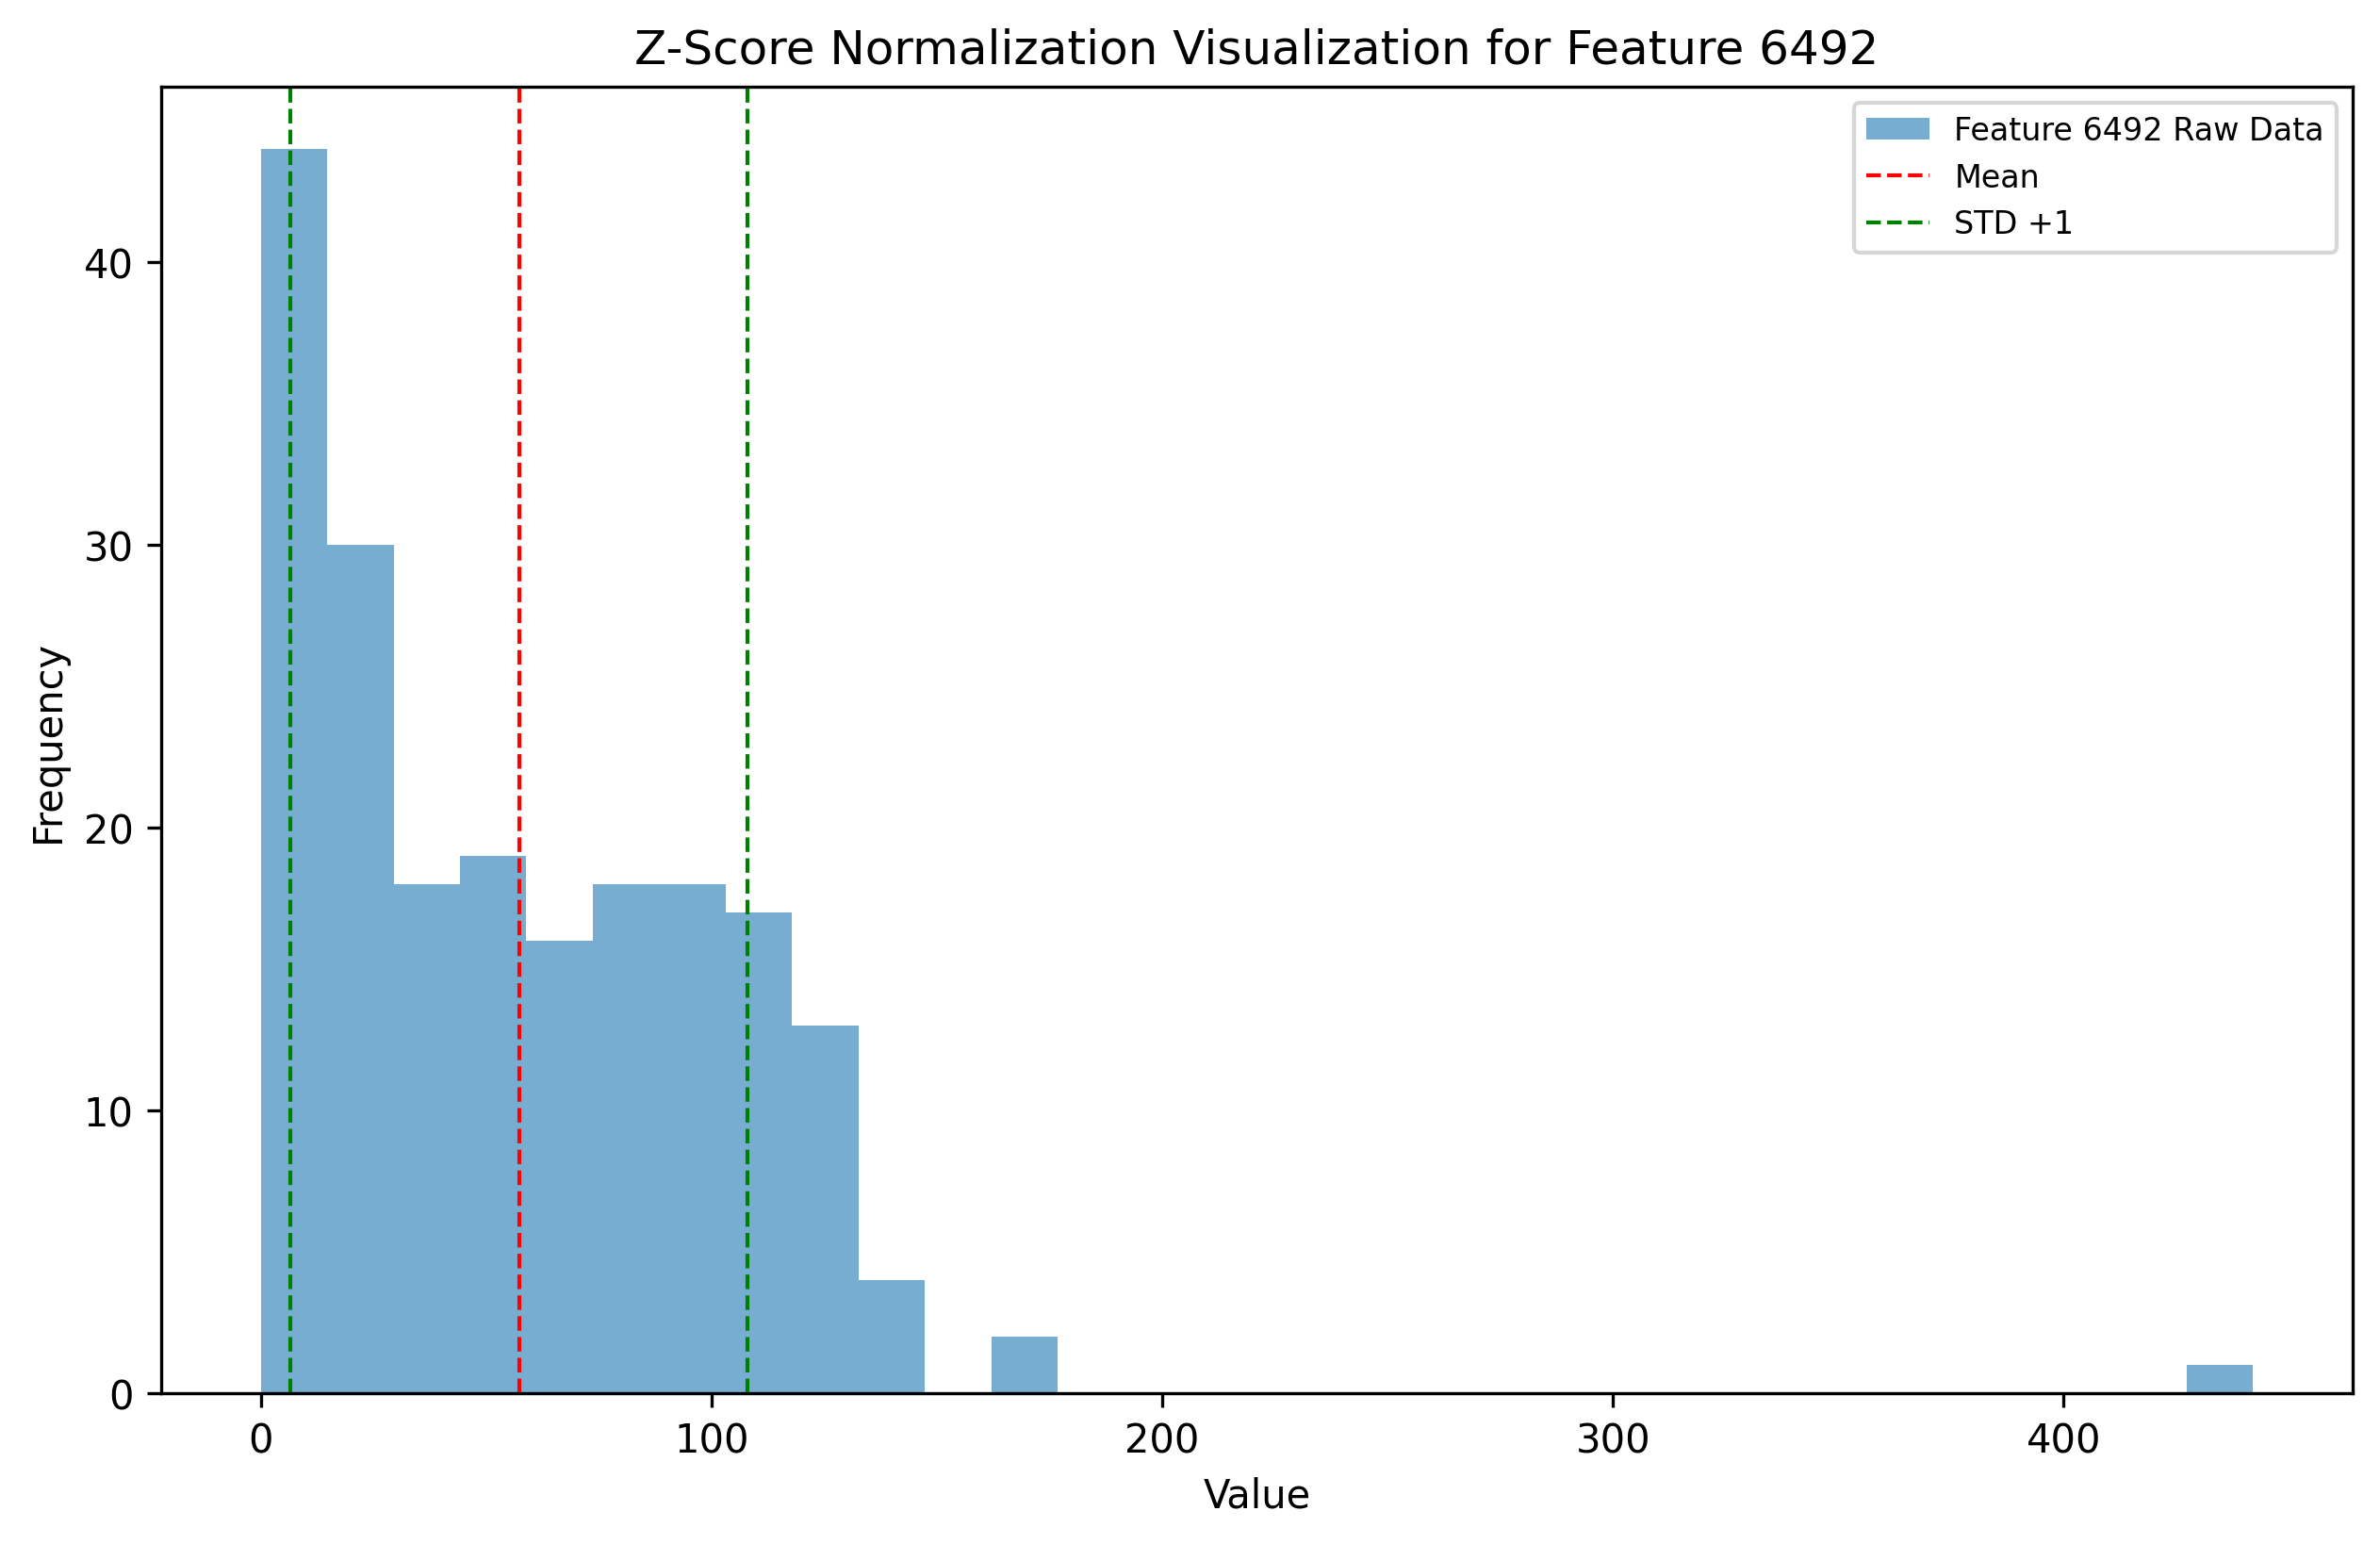 Z-Score Normalization Visualization for Feature 6492
Feature 6492 Raw Data
Mean
STD +1
40
30
20
10
0
Frequency
0 100 200 300 400
Value